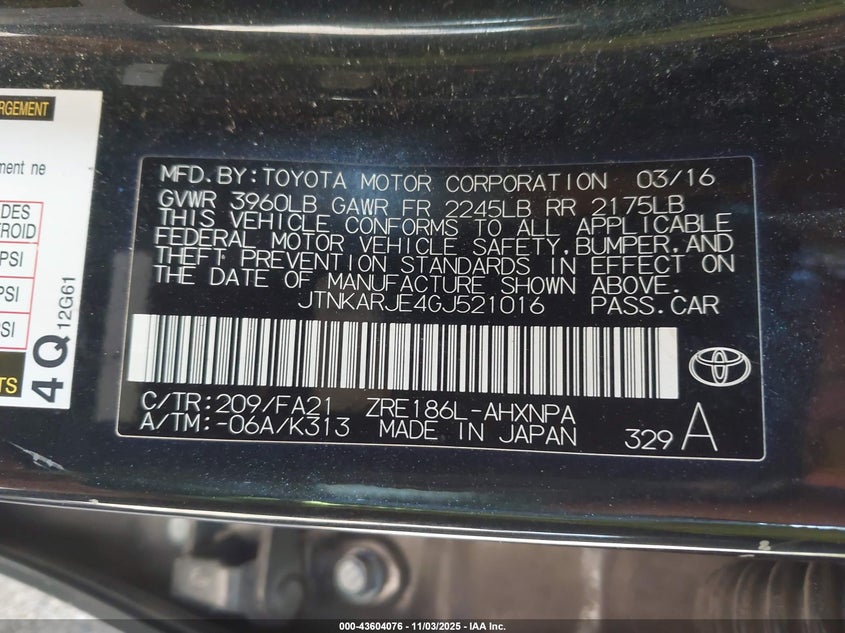 RGEMENT
ment ne
DES
TROID
PSI
PSI
SI
TS
4Q 12G61
MFD. BY: TOYOTA MOTOR CORPORATION 03/16
GVWR 3960LB GAWR FR 2245LB RR 2175LB
THIS VEHICLE CONFORMS TO ALL APPLICABLE
FEDERAL MOTOR VEHICLE SAFETY, BUMPER, AND
THEFT PREVENTION STANDARDS IN EFFECT ON
THE DATE OF MANUFACTURE SHOWN ABOVE.
JTNKARJE4GJ521016 PASS. CAR
C/TR: 209/FA21 ZRE186L-AHXNPA
A/TM: -06A/K313 MADE IN JAPAN 329 A
000-43604076 - 11/03/2025 - IAA Inc.